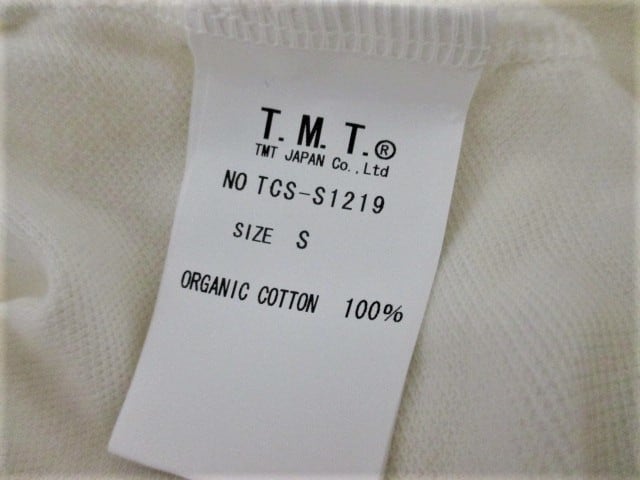 T. M. T.®
TMT JAPAN Co.,Ltd
NO TCS-S1219
SIZE S
ORGANIC COTTON 100%